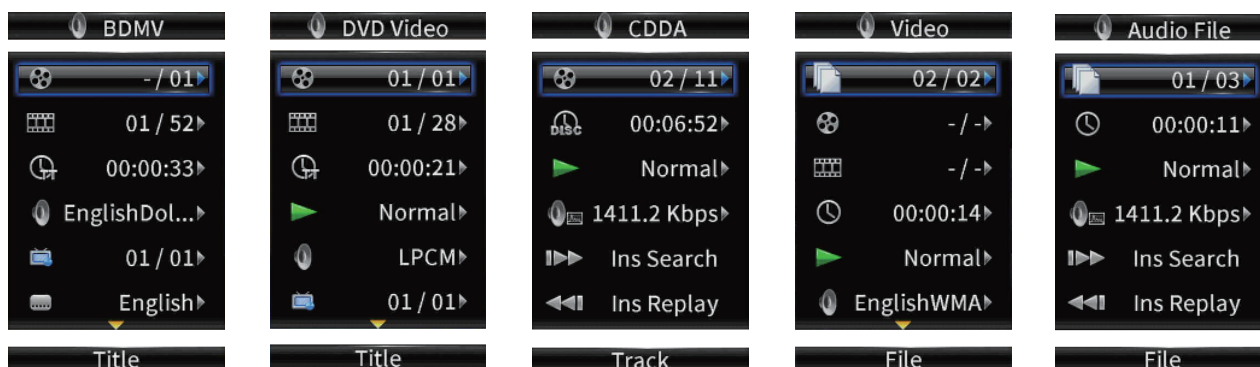 BDMV
- / 01
01 / 52
00:00:33
EnglishDol...
01 / 01
English
Title
DVD Video
01 / 01
01 / 28
00:00:21
Normal
LPCM
01 / 01
Title
CDDA
02 / 11
DISC
00:06:52
Normal
1411.2 Kbps
Ins Search
Ins Replay
Track
Video
02 / 02
- / -
- / -
00:00:14
Normal
EnglishWMA
File
Audio File
01 / 03
00:00:11
Normal
1411.2 Kbps
Ins Search
Ins Replay
File